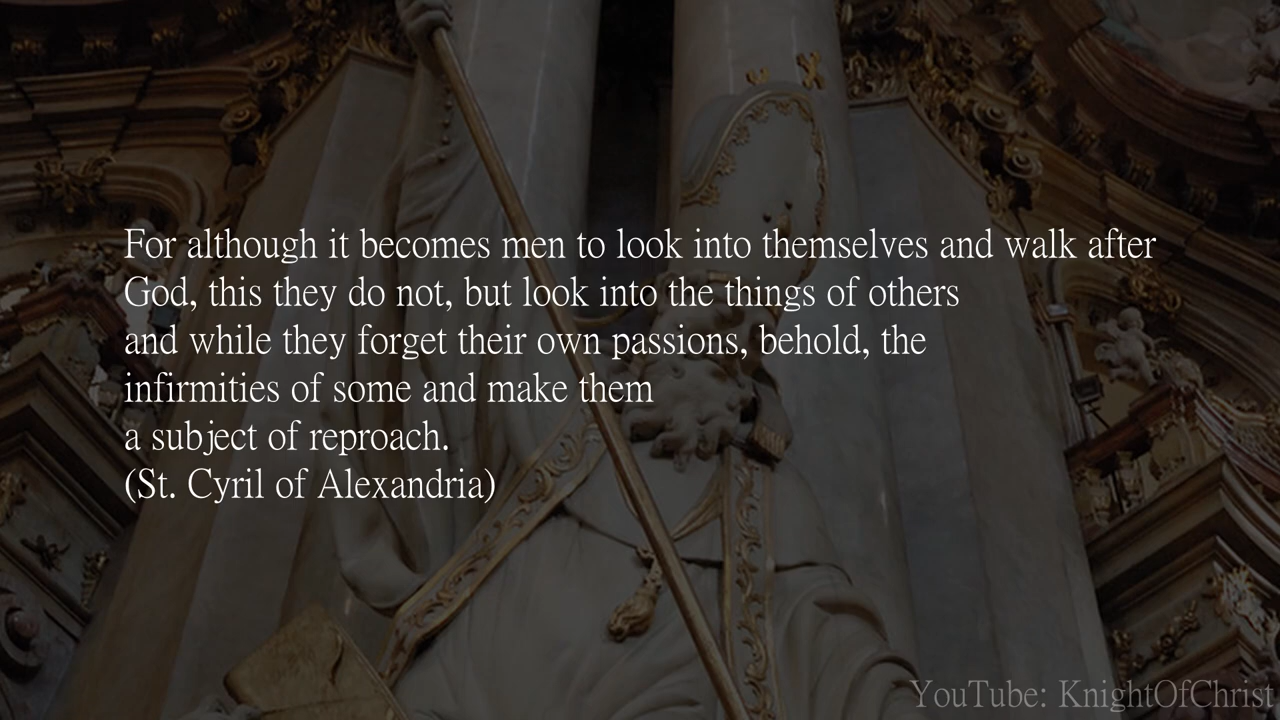 For although it becomes men to look into themselves and walk after
God, this they do not, but look into the things of others
and while they forget their own passions, behold, the
infirmities of some and make them
a subject of reproach.
(St. Cyril of Alexandria)
YouTube: KnightOfChrist